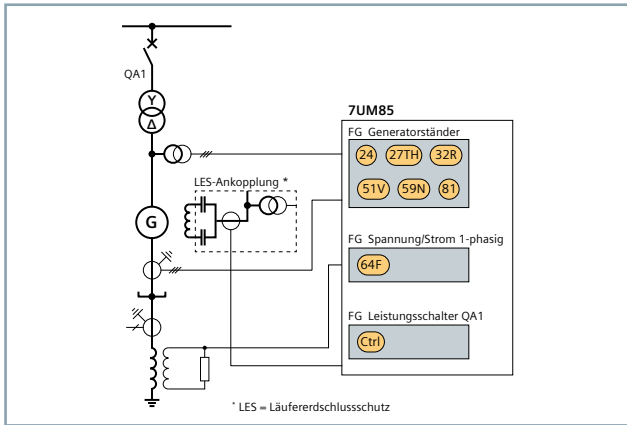 QA1
Y
Δ
G
LES-Ankopplung *
7UM85
FG Generatorständer
24 27TH 32R
51V 59N 81
FG Spannung/Strom 1-phasig
64F
FG Leistungsschalter QA1
Ctrl
* LES = Läufererdschlussschutz